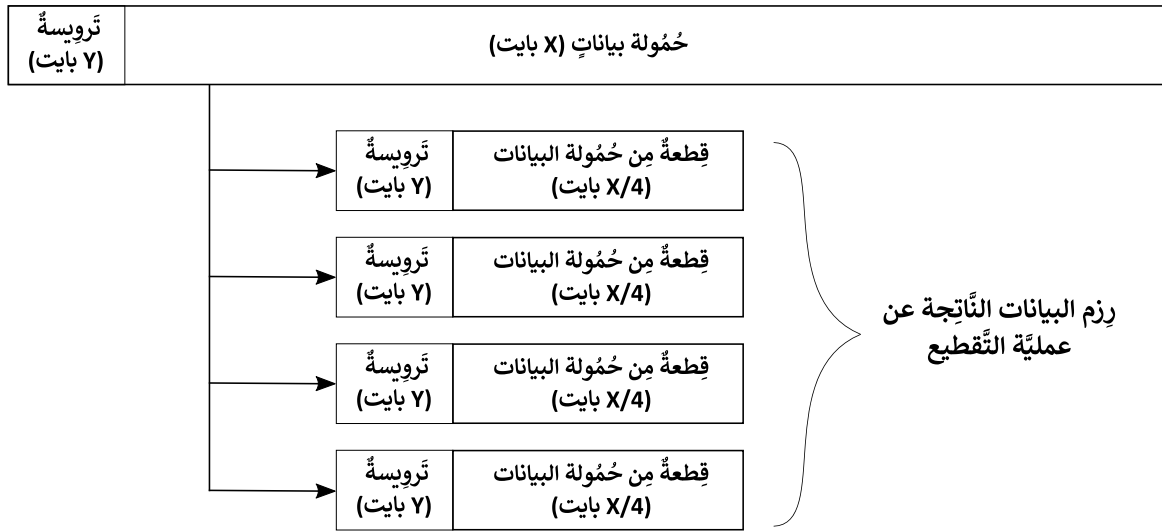 تَروِيسةٌ
(Y بايت)
حُمُولة بياناتٍ (X بايت)
تَروِيسةٌ
(Y بايت)
قِطعةٌ مِن حُمُولة البيانات
(X/4 بايت)
تَروِيسةٌ
(Y بايت)
قِطعةٌ مِن حُمُولة البيانات
(X/4 بايت)
تَروِيسةٌ
(Y بايت)
قِطعةٌ مِن حُمُولة البيانات
(X/4 بايت)
تَروِيسةٌ
(Y بايت)
قِطعةٌ مِن حُمُولة البيانات
(X/4 بايت)
رِزم البيانات النَّاتِجة عن
عمليَّة التَّقطيع